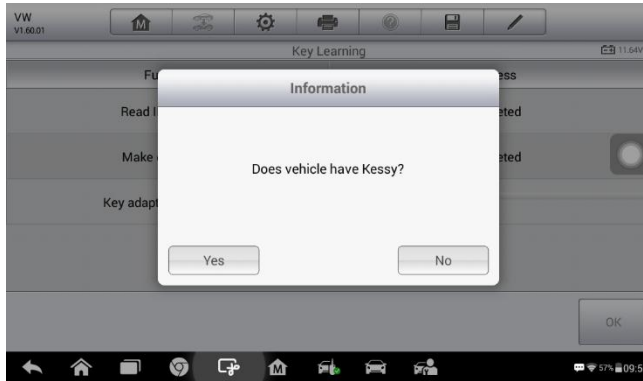 VW
V1.60.01
Key Learning
11.64V
Information
Does vehicle have Kessy?
Yes
No
Read
Make
Key adapt
OK
57%